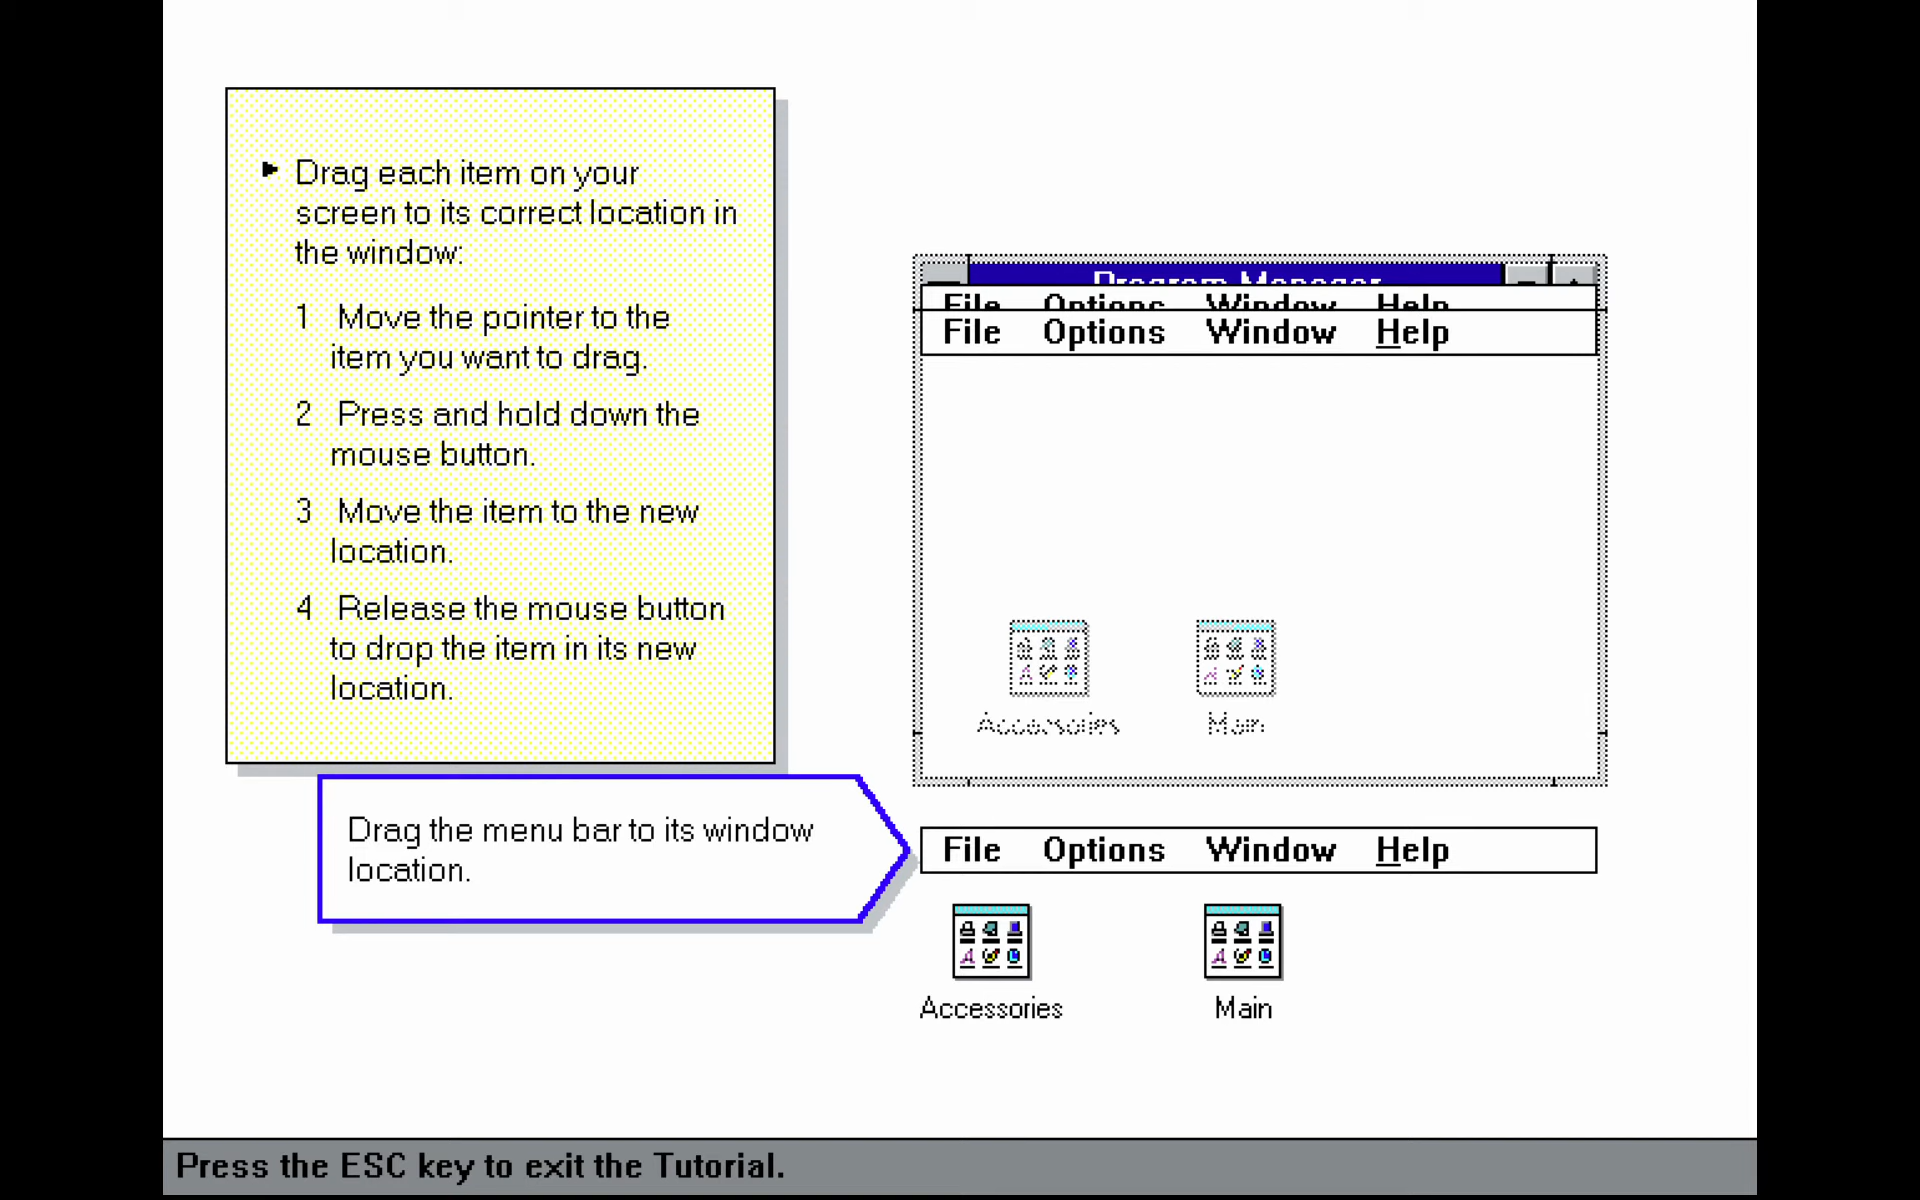 Drag each item on your
screen to its correct location in
the window:
1 Move the pointer to the
item you want to drag.
2 Press and hold down the
mouse button.
3 Move the item to the new
location.
4 Release the mouse button
to drop the item in its new
location.
Program Manager
File Options Window Help
File Options Window Help
Accessories Main
Drag the menu bar to its window
location.
File Options Window Help
Accessories Main
Press the ESC key to exit the Tutorial.